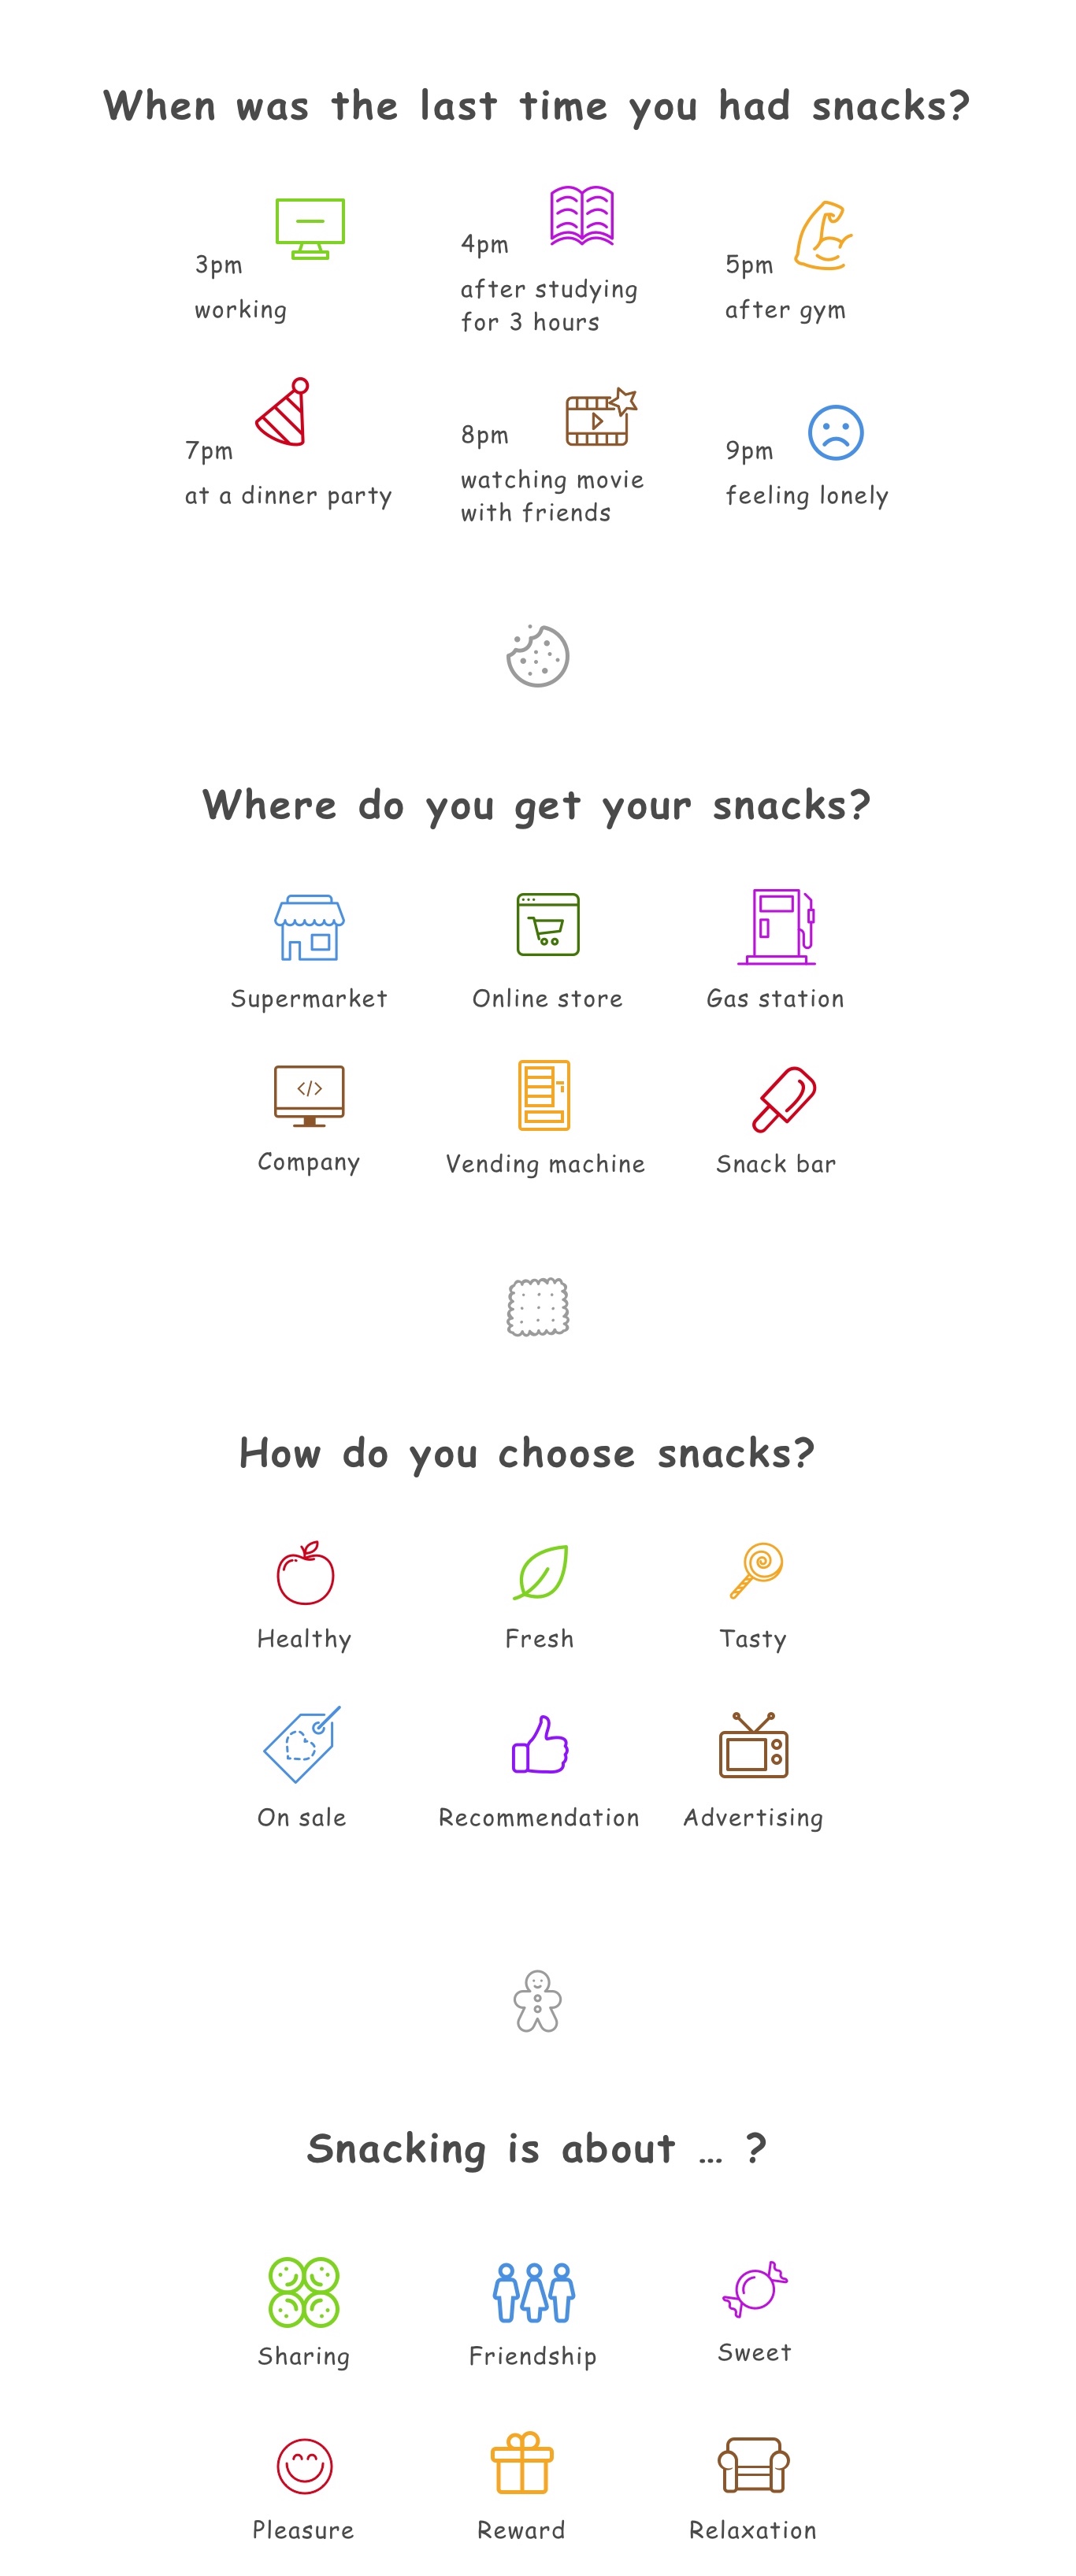 When was the last time you had snacks?
3pm
working
4pm
after studying
for 3 hours
5pm
after gym
7pm
at a dinner party
8pm
watching movie
with friends
9pm
feeling lonely
Where do you get your snacks?
Supermarket
Online store
Gas station
</>
Company
Vending machine
Snack bar
How do you choose snacks?
Healthy
Fresh
Tasty
On sale
Recommendation
Advertising
Snacking is about ... ?
Sharing
Friendship
Sweet
Pleasure
Reward
Relaxation